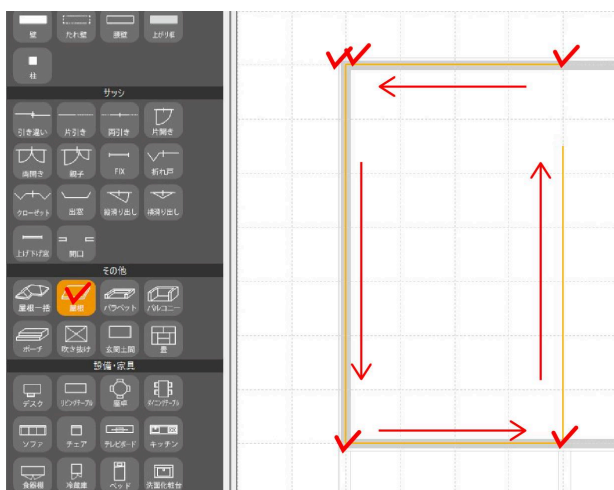 壁 たれ壁 腰壁 上がり框
柱
サッシ
引き違い 片引き 両引き 片開き
両開き 親子 FIX 折れ戸
クローゼット 出窓 縦滑り出し 横滑り出し
上げ下げ窓 開口
その他
屋根一括 屋根 パラペット バルコニー
ポーチ 吹き抜け 玄関土間 畳
設備・家具
デスク リビングテーブル 座卓 ダイニングテーブル
ソファ チェア テレビボード キッチン
食器棚 冷蔵庫 ベッド 洗面化粧台